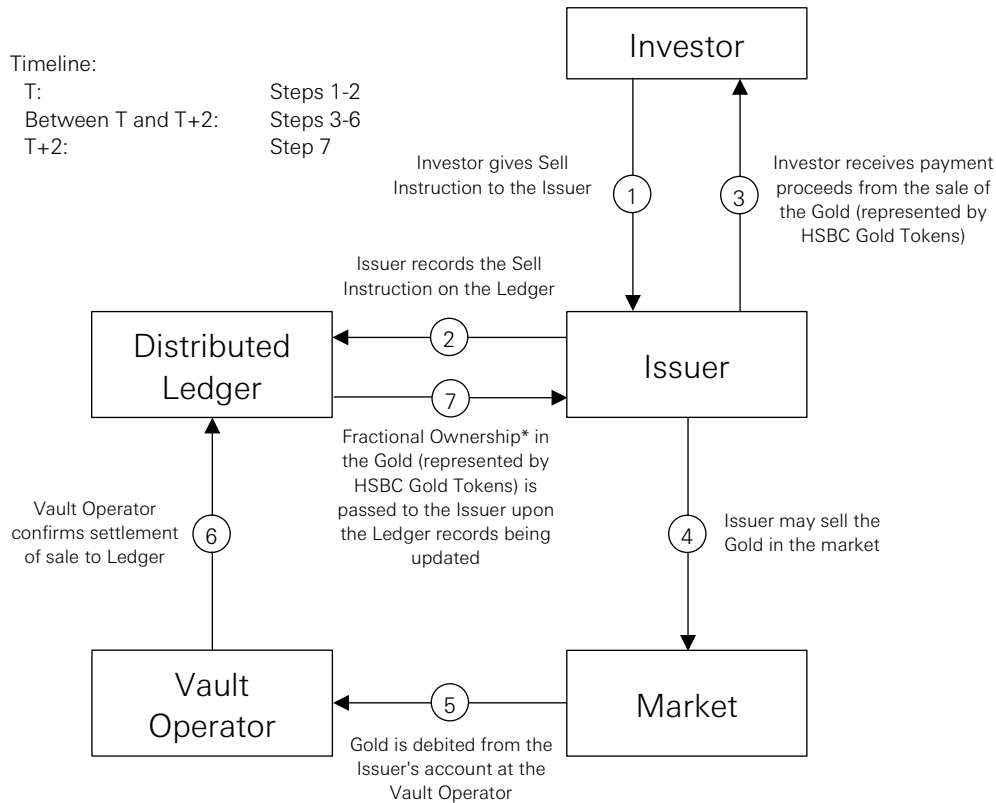 Timeline:
T: Steps 1-2
Between T and T+2: Steps 3-6
T+2: Step 7
Investor
Investor gives Sell
Instruction to the Issuer
1
3
Investor receives payment
proceeds from the sale of
the Gold (represented by
HSBC Gold Tokens)
Issuer records the Sell
Instruction on the Ledger
Distributed
Ledger
2
7
Issuer
Fractional Ownership* in
the Gold (represented by
HSBC Gold Tokens) is
passed to the Issuer upon
the Ledger records being
updated
Vault Operator
confirms settlement
of sale to Ledger
6
4
Issuer may sell the
Gold in the market
Vault
Operator
5
Market
Gold is debited from the
Issuer's account at the
Vault Operator